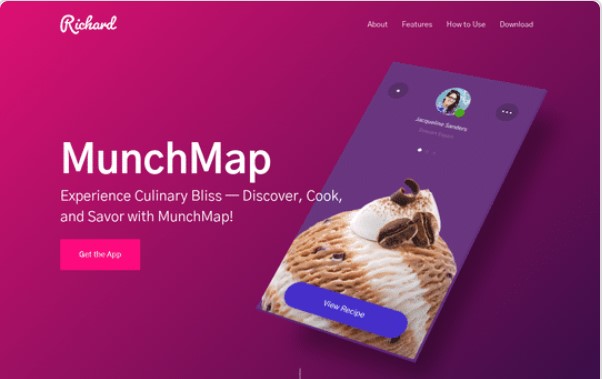 Richard
About
Features
How to Use
Download
MunchMap
Experience Culinary Bliss — Discover, Cook,
and Savor with MunchMap!
Get the App
Jacqueline Sanders
View Recipe